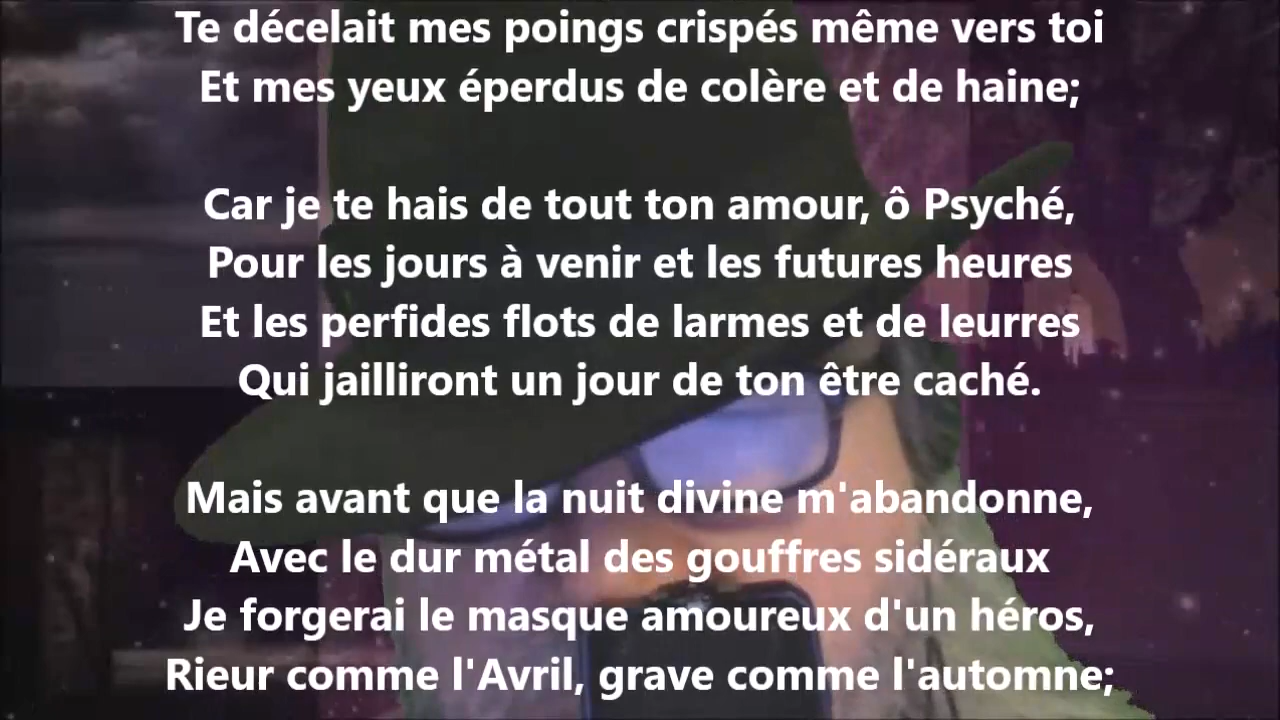 Te décelait mes poings crispés même vers toi
Et mes yeux éperdus de colère et de haine;
Car je te hais de tout ton amour, ô Psyché,
Pour les jours à venir et les futures heures
Et les perfides flots de larmes et de leurres
Qui jailliront un jour de ton être caché.
Mais avant que la nuit divine m'abandonne,
Avec le dur métal des gouffres sidéraux
Je forgerai le masque amoureux d'un héros,
Rieur comme l'Avril, grave comme l'automne;